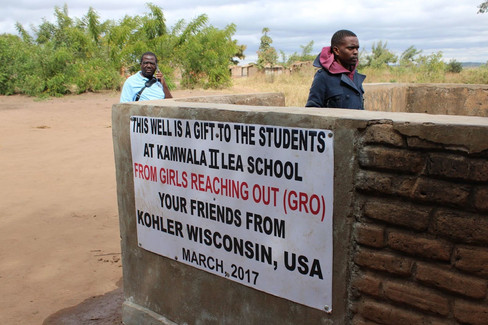 THIS WELL IS A GIFT TO THE STUDENTS
AT KAMWALA II LEA SCHOOL
FROM GIRLS REACHING OUT (GRO)
YOUR FRIENDS FROM
KOHLER WISCONSIN, USA
MARCH, 2017